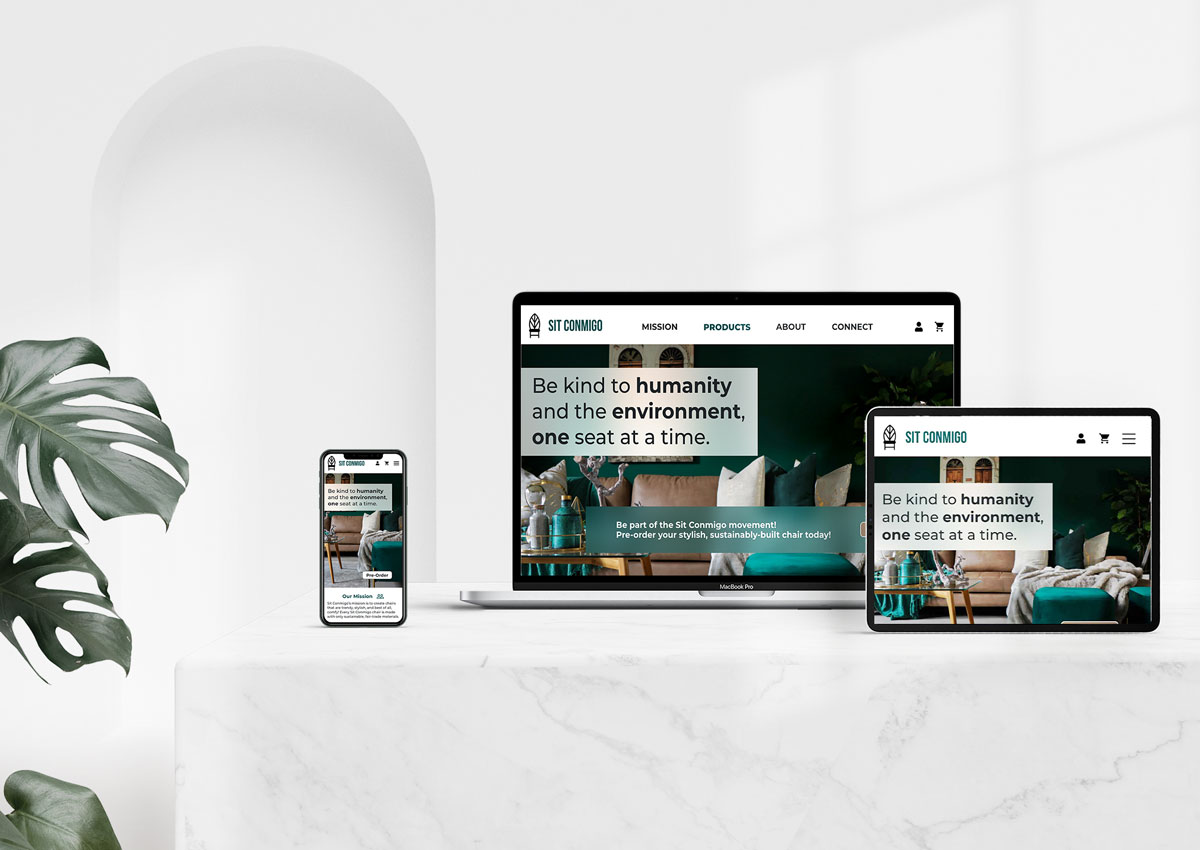 SIT CONMIGO
Be kind to humanity
and the environment,
one seat at a time.
Pre-Order
Our Mission
Sit Conmigo's mission is to create chairs
that are trendy, stylish, and best of all,
comfy! Every Sit Conmigo chair is made
with only sustainable, fair-trade materials
SIT CONMIGO MISSION PRODUCTS ABOUT CONNECT
Be kind to humanity
and the environment,
one seat at a time.
Be part of the Sit Conmigo movement!
Pre-order your stylish, sustainably-built chair today!
MacBook Pro
SIT CONMIGO
Be kind to humanity
and the environment,
one seat at a time.